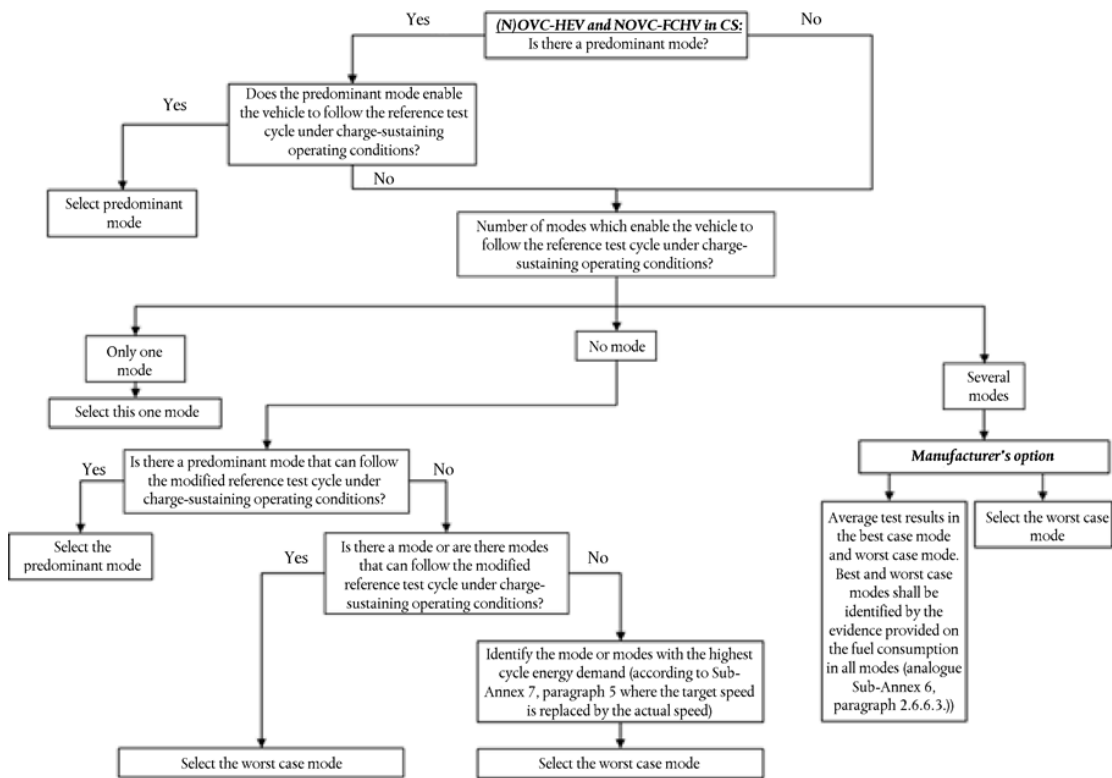 Yes
(N)OVC-HEV and NOVC-FCHV in CS:
Is there a predominant mode?
No
Yes
Does the predominant mode enable
the vehicle to follow the reference test
cycle under charge-sustaining
operating conditions?
No
Select predominant
mode
Number of modes which enable the vehicle to
follow the reference test cycle under charge-
sustaining operating conditions?
Only one
mode
No mode
Several
modes
Select this one mode
Manufacturer's option
Yes
Is there a predominant mode that can follow
the modified reference test cycle under
charge-sustaining operating conditions?
No
Select the
predominant mode
Average test results in
the best case mode
and worst case mode.
Best and worst case
modes shall be
identified by the
evidence provided on
the fuel consumption
in all modes (analogue
Sub-Annex 6,
paragraph 2.6.6.3.))
Select the worst case
mode
Yes
Is there a mode or are there modes
that can follow the modified
reference test cycle under charge-
sustaining operating conditions?
No
Identify the mode or modes with the highest
cycle energy demand (according to Sub-
Annex 7, paragraph 5 where the target speed
is replaced by the actual speed)
Select the worst case mode
Select the worst case mode